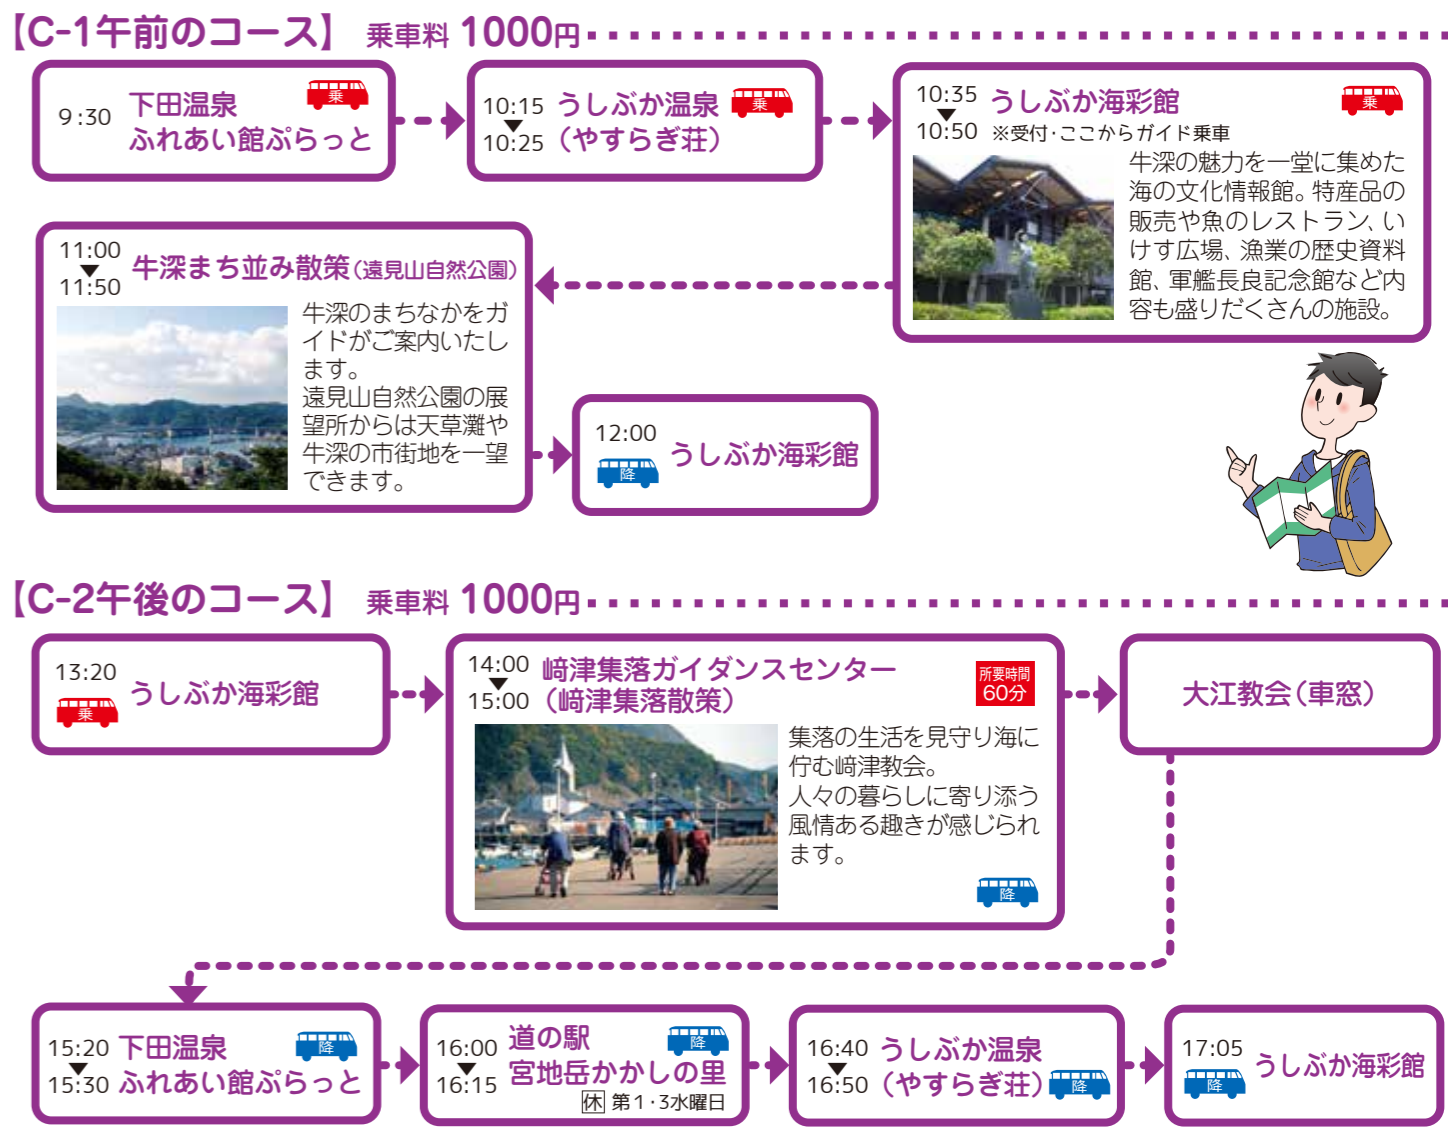 【C-1午前のコース】 乗車料 1000円
9:30 下田温泉
ふれあい館ぷらっと
乗
10:15
▼
10:25
うしぶか温泉
(やすらぎ荘)
乗
10:35
▼
10:50
うしぶか海彩館
※受付・ここからガイド乗車
乗
牛深の魅力を一堂に集めた
海の文化情報館。特産品の
販売や魚のレストラン、い
けす広場、漁業の歴史資料
館、軍艦長良記念館など内
容も盛りだくさんの施設。
11:00
▼
11:50
牛深まち並み散策(遠見山自然公園)
牛深のまちなかをガ
イドがご案内いたし
ます。
遠見山自然公園の展
望所からは天草灘や
牛深の市街地を一望
できます。
12:00
降
うしぶか海彩館
【C-2午後のコース】 乗車料 1000円
13:20
乗
うしぶか海彩館
14:00
▼
15:00
﨑津集落ガイダンスセンター
(﨑津集落散策)
所要時間
60分
集落の生活を見守り海に
佇む﨑津教会。
人々の暮らしに寄り添う
風情ある趣きが感じられ
ます。
降
大江教会(車窓)
15:20
▼
15:30
下田温泉
ふれあい館ぷらっと
降
16:00
▼
16:15
道の駅
宮地岳かかしの里
降
休 第1・3水曜日
16:40
▼
16:50
うしぶか温泉
(やすらぎ荘)
降
17:05
降
うしぶか海彩館